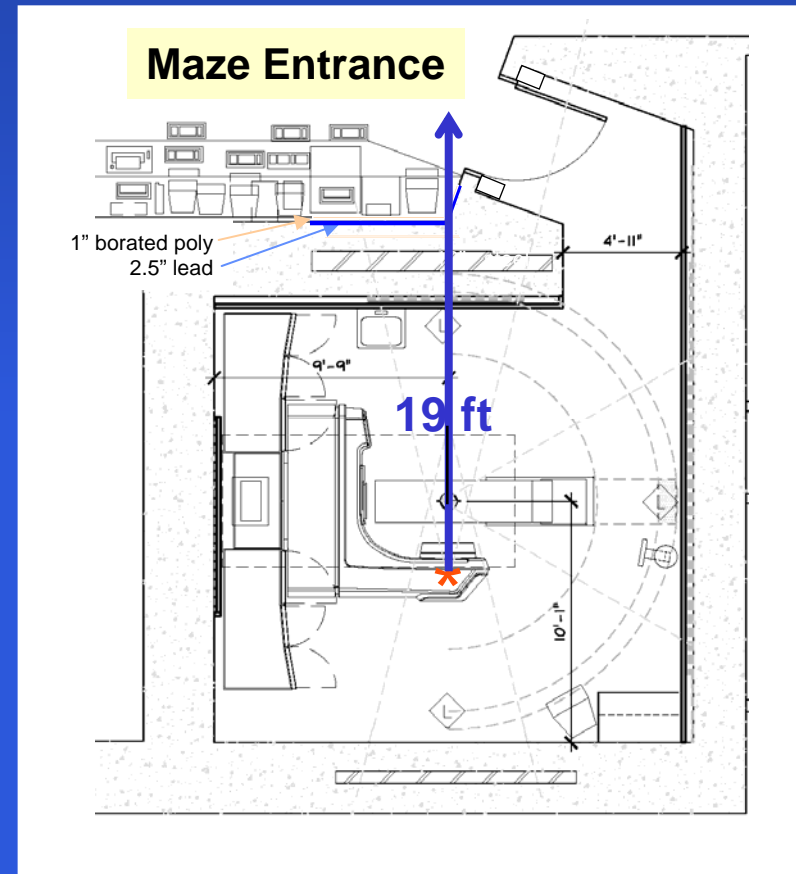 Maze Entrance
1” borated poly
2.5” lead
4'-11"
L
9'-9"
19 ft
L
10'-1"
L